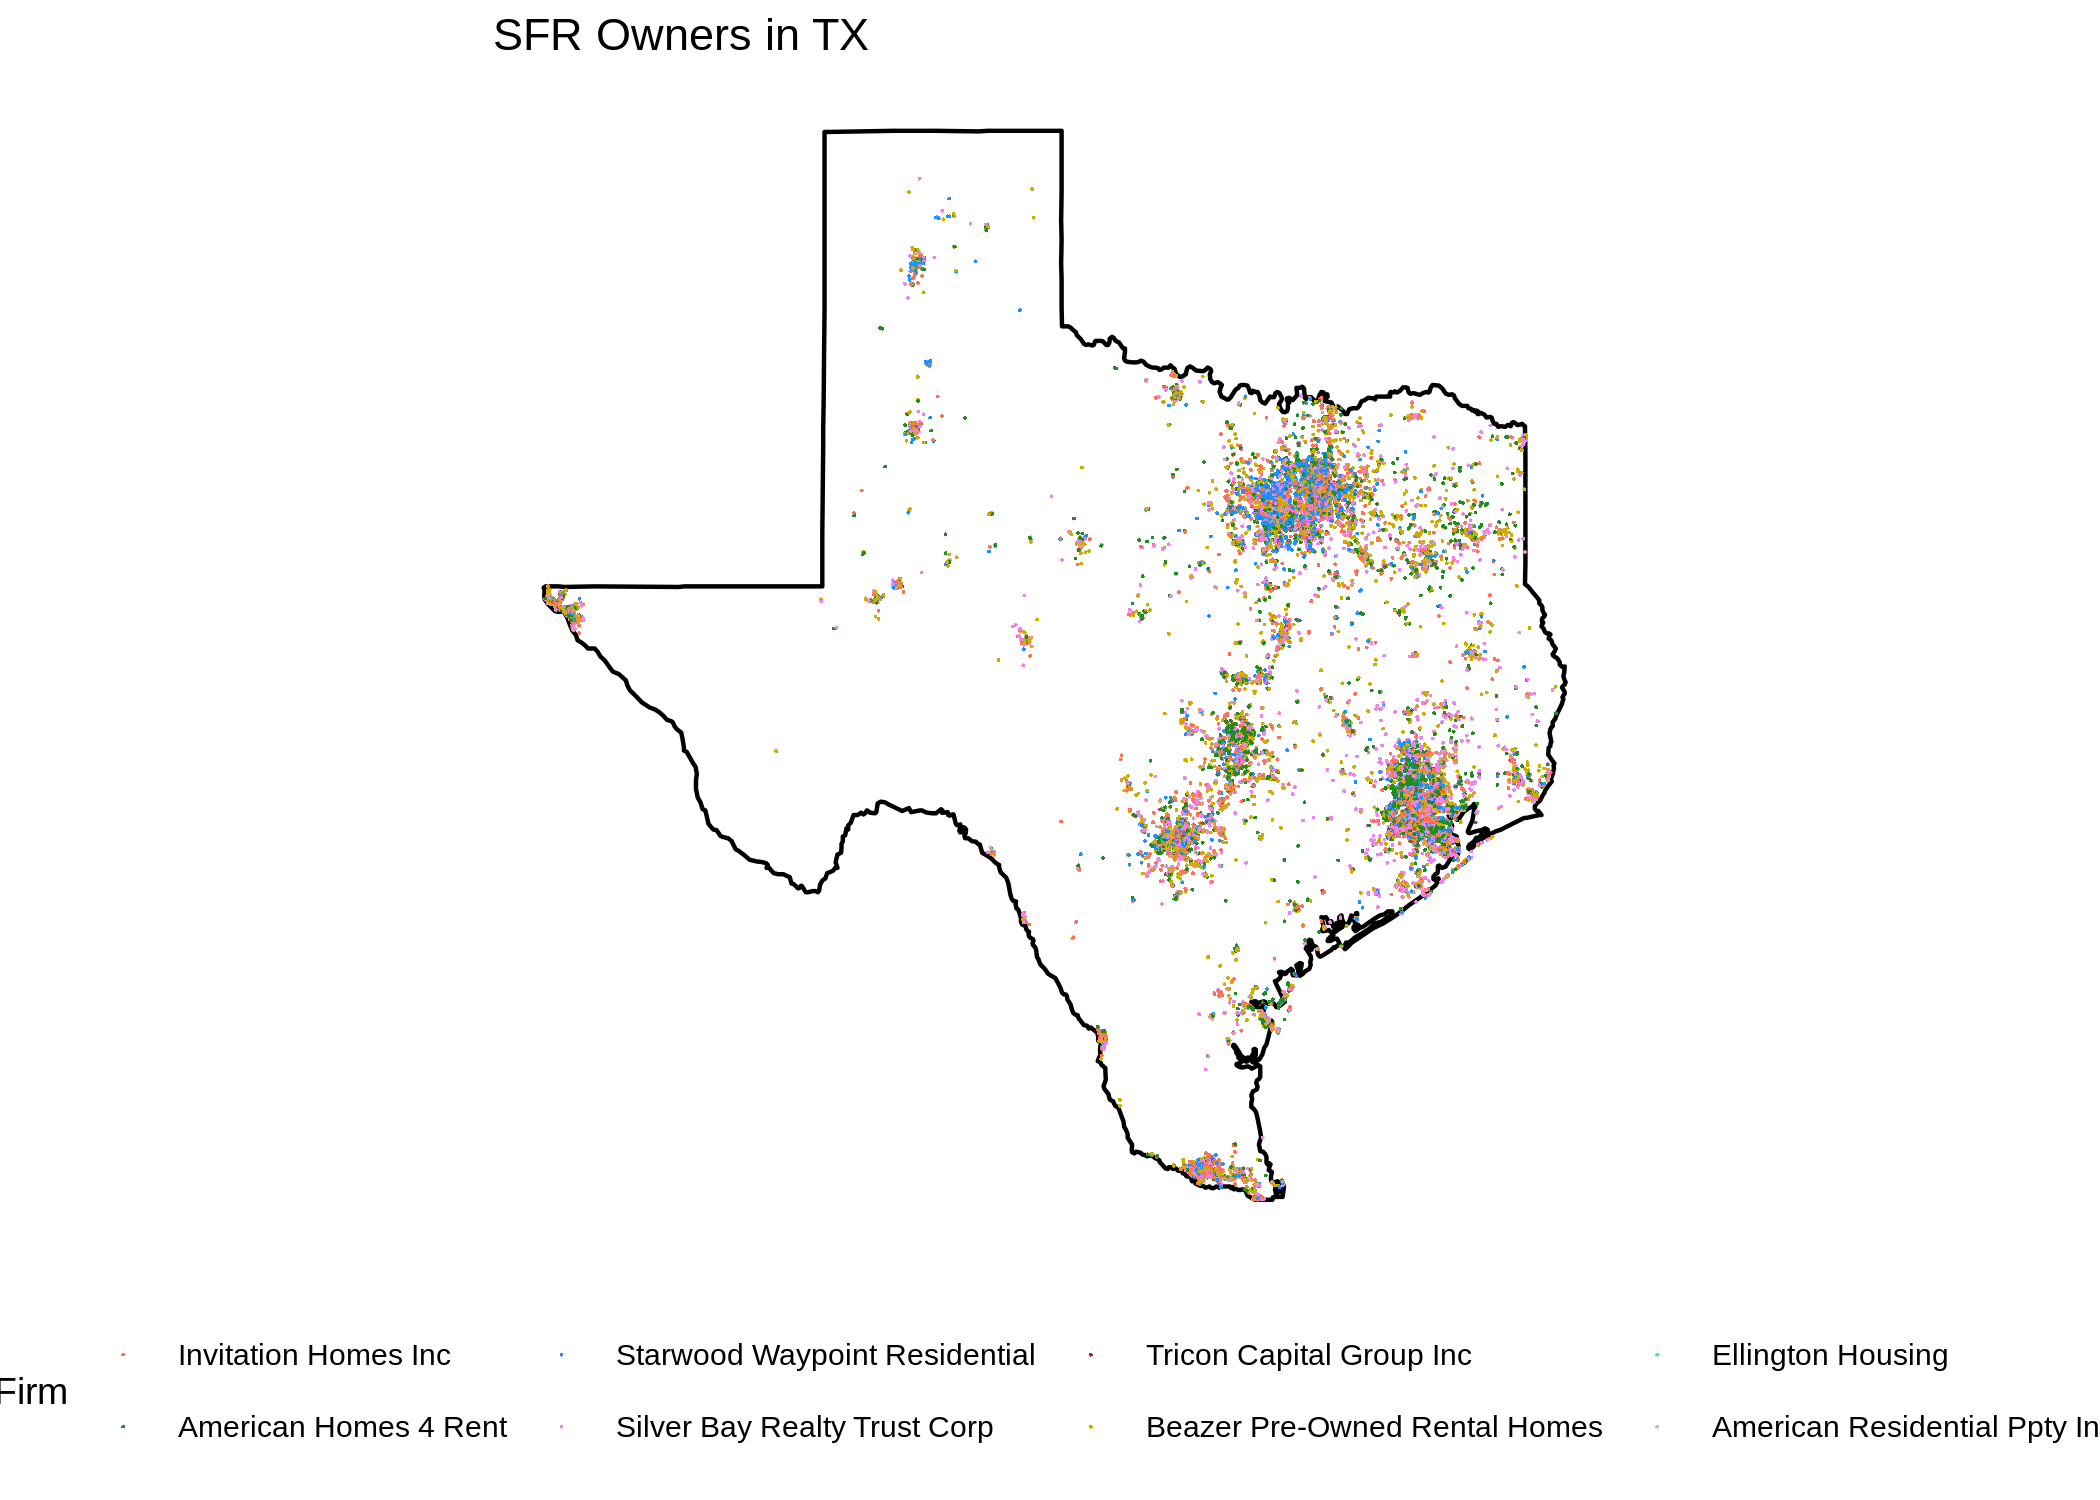 SFR Owners in TX
Firm
Invitation Homes Inc
Starwood Waypoint Residential
Tricon Capital Group Inc
Ellington Housing
American Homes 4 Rent
Silver Bay Realty Trust Corp
Beazer Pre-Owned Rental Homes
American Residential Ppty In